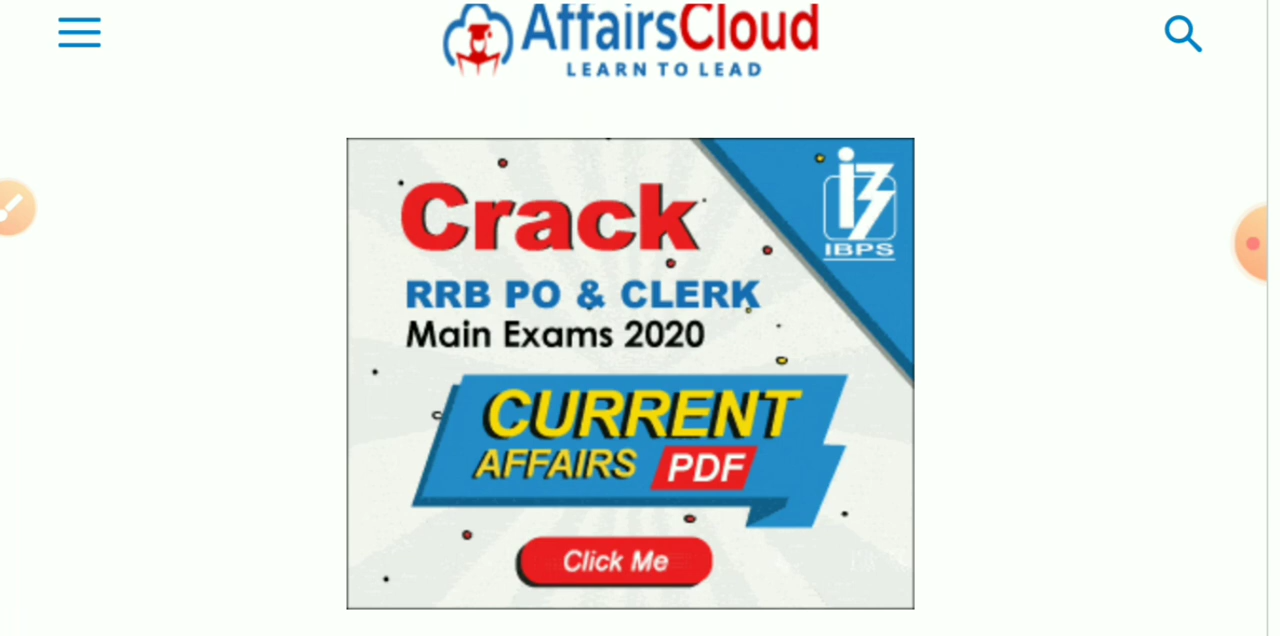 AffairsCloud
LEARN TO LEAD
IBPS
Crack
RRB PO & CLERK
Main Exams 2020
CURRENT
AFFAIRS PDF
Click Me